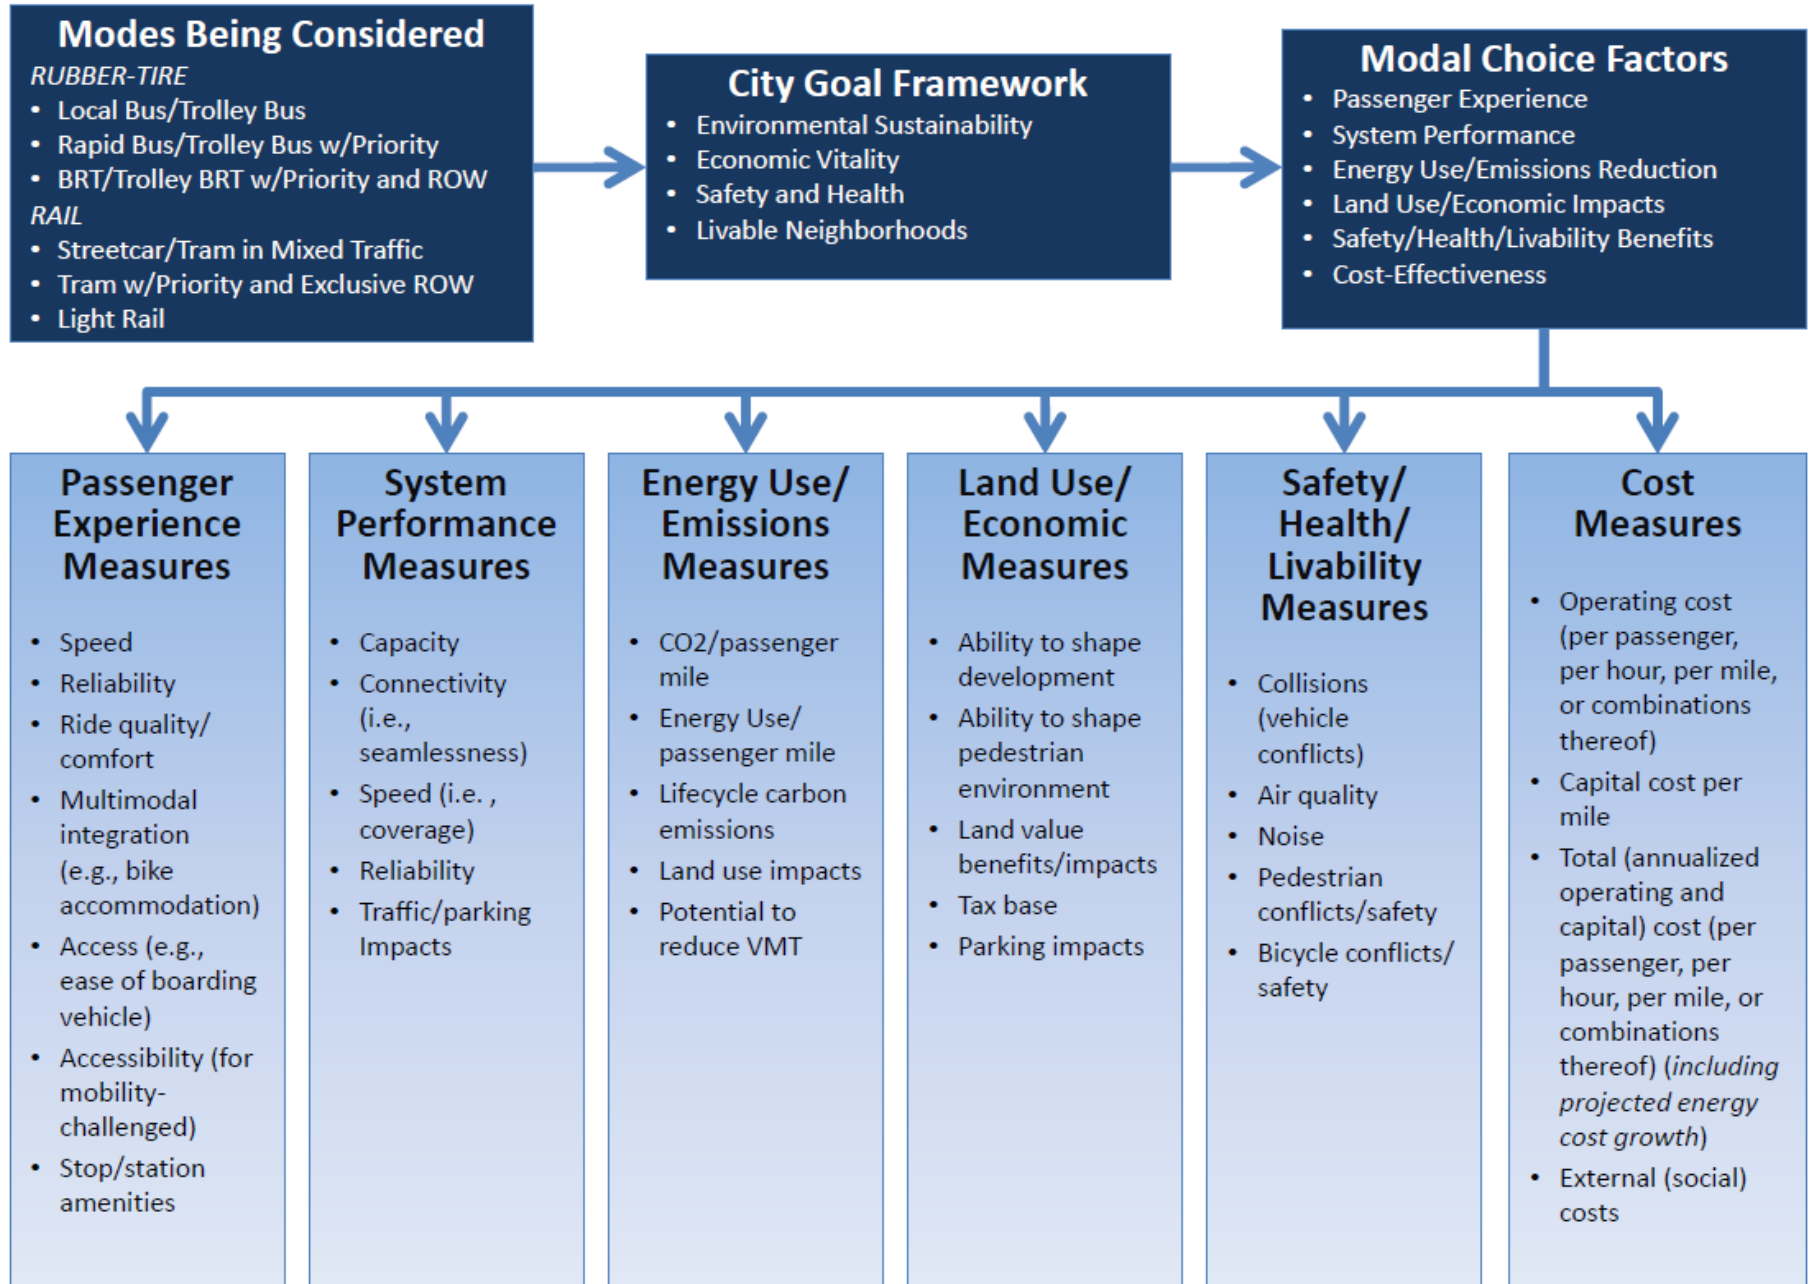 Modes Being Considered
RUBBER-TIRE
• Local Bus/Trolley Bus
• Rapid Bus/Trolley Bus w/Priority
• BRT/Trolley BRT w/Priority and ROW
RAIL
• Streetcar/Tram in Mixed Traffic
• Tram w/Priority and Exclusive ROW
• Light Rail
City Goal Framework
• Environmental Sustainability
• Economic Vitality
• Safety and Health
• Livable Neighborhoods
Modal Choice Factors
• Passenger Experience
• System Performance
• Energy Use/Emissions Reduction
• Land Use/Economic Impacts
• Safety/Health/Livability Benefits
• Cost-Effectiveness
Passenger
Experience
Measures
• Speed
• Reliability
• Ride quality/
comfort
• Multimodal
integration
(e.g., bike
accommodation)
• Access (e.g.,
ease of boarding
vehicle)
• Accessibility (for
mobility-
challenged)
• Stop/station
amenities
System
Performance
Measures
• Capacity
• Connectivity
(i.e.,
seamlessness)
• Speed (i.e. ,
coverage)
• Reliability
• Traffic/parking
Impacts
Energy Use/
Emissions
Measures
• CO2/passenger
mile
• Energy Use/
passenger mile
• Lifecycle carbon
emissions
• Land use impacts
• Potential to
reduce VMT
Land Use/
Economic
Measures
• Ability to shape
development
• Ability to shape
pedestrian
environment
• Land value
benefits/impacts
• Tax base
• Parking impacts
Safety/
Health/
Livability
Measures
• Collisions
(vehicle
conflicts)
• Air quality
• Noise
• Pedestrian
conflicts/safety
• Bicycle conflicts/
safety
Cost
Measures
• Operating cost
(per passenger,
per hour, per mile,
or combinations
thereof)
• Capital cost per
mile
• Total (annualized
operating and
capital) cost (per
passenger, per
hour, per mile, or
combinations
thereof) (including
projected energy
cost growth)
• External (social)
costs